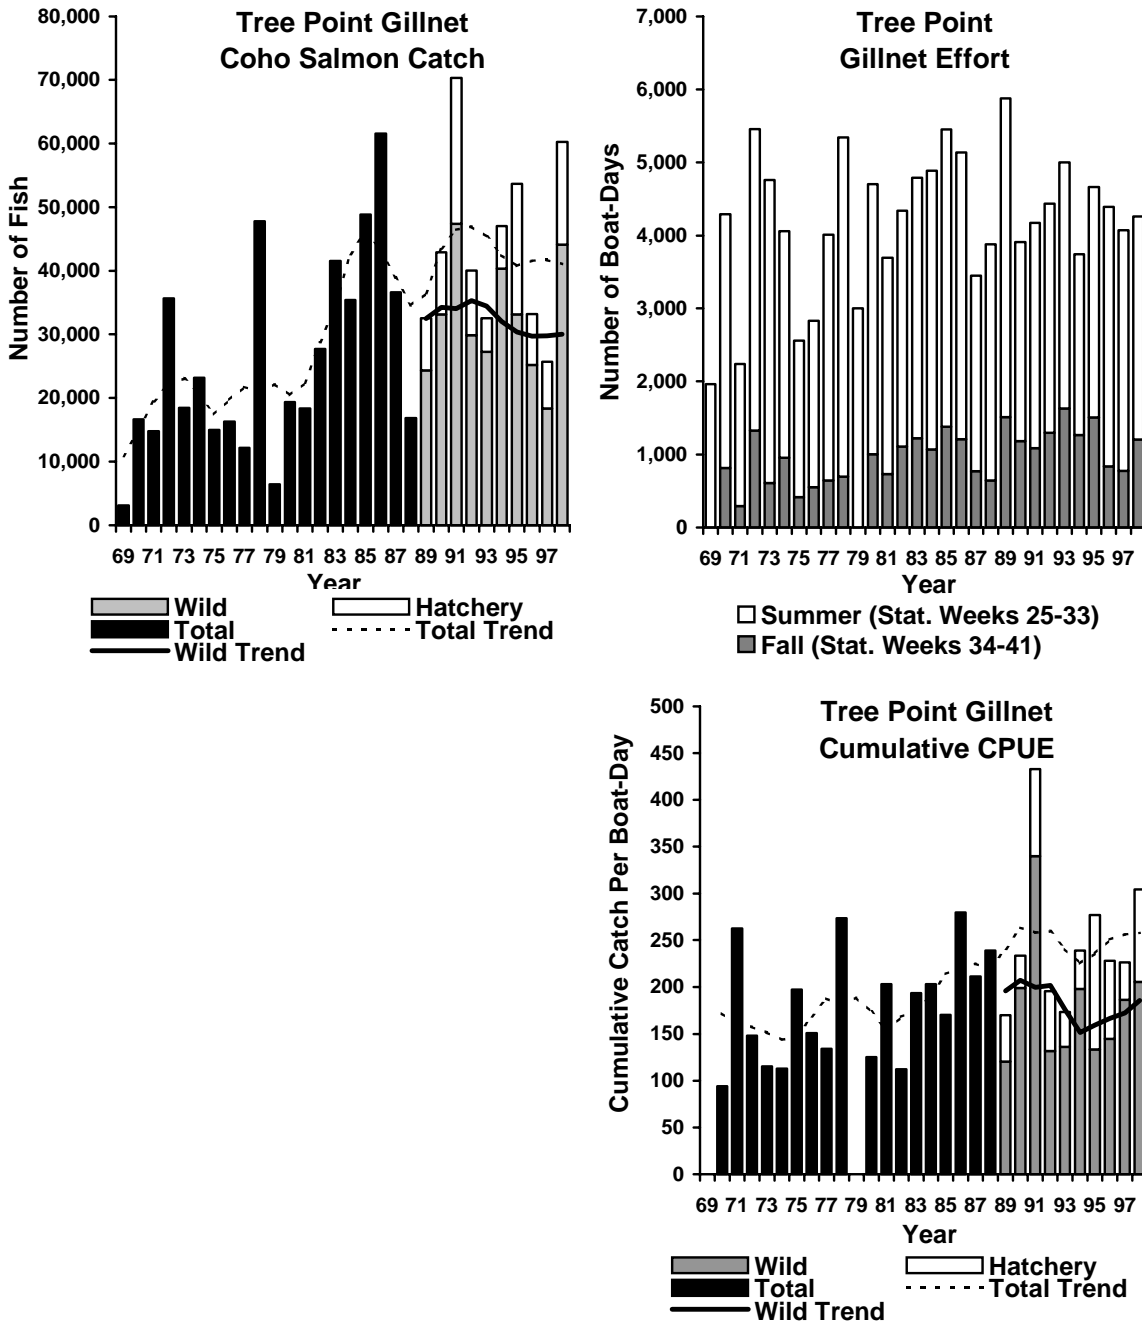 Tree Point Gillnet
Coho Salmon Catch
80,000
70,000
60,000
50,000
40,000
30,000
20,000
10,000
0
Number of Fish
69 71 73 75 77 79 81 83 85 87 89 91 93 95 97
Year
Wild Hatchery
Total Total Trend
Wild Trend
Tree Point
Gillnet Effort
7,000
6,000
5,000
4,000
3,000
2,000
1,000
0
Number of Boat-Days
69 71 73 75 77 79 81 83 85 87 89 91 93 95 97
Year
Summer (Stat. Weeks 25-33)
Fall (Stat. Weeks 34-41)
Tree Point Gillnet
Cumulative CPUE
500
450
400
350
300
250
200
150
100
50
0
Cumulative Catch Per Boat-Day
69 71 73 75 77 79 81 83 85 87 89 91 93 95 97
Year
Wild Hatchery
Total Total Trend
Wild Trend